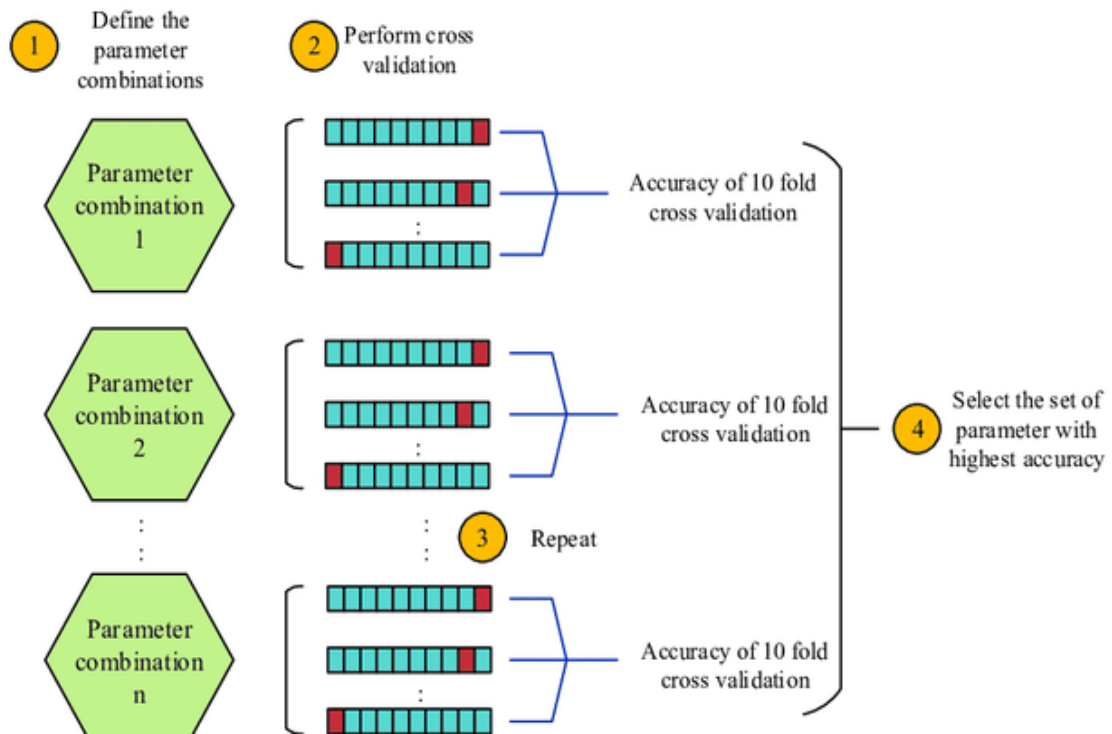 1
Define the
parameter
combinations
2
Perform cross
validation
Parameter
combination
1
:
Accuracy of 10 fold
cross validation
Parameter
combination
2
:
Accuracy of 10 fold
cross validation
4
Select the set of
parameter with
highest accuracy
:
:
:
:
3
Repeat
Parameter
combination
n
:
Accuracy of 10 fold
cross validation